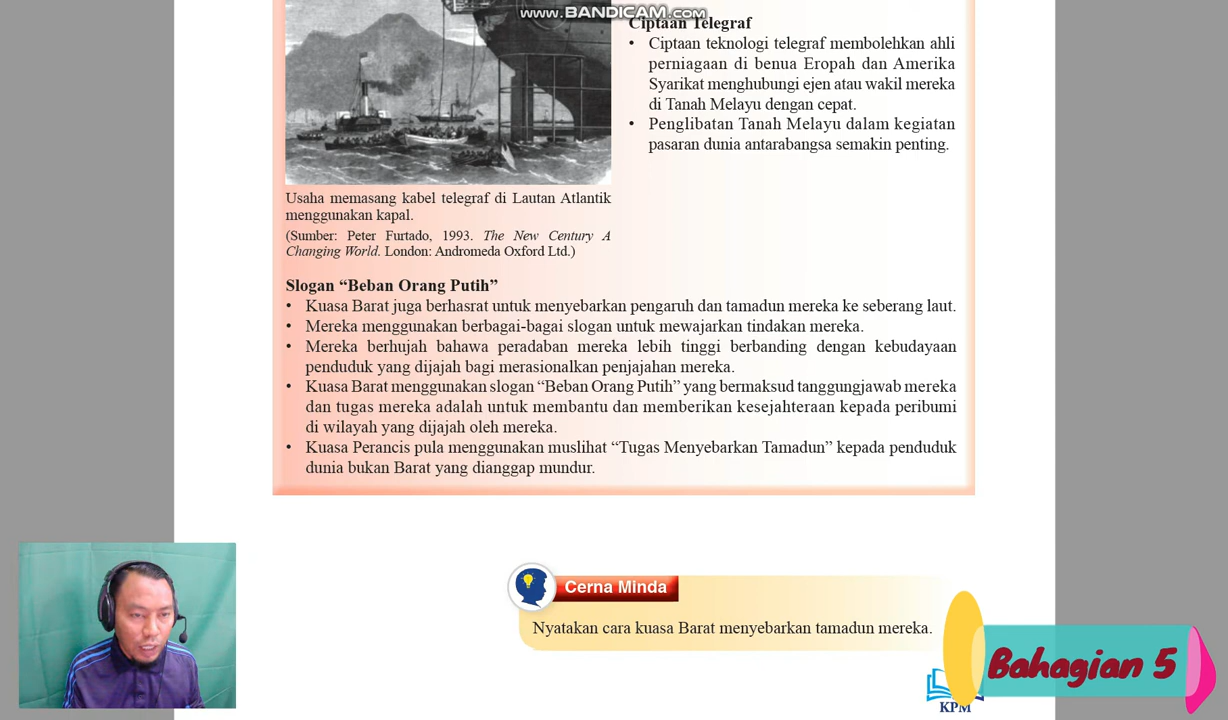 www.BANDICAM.com
Ciptaan Telegraf
• Ciptaan teknologi telegraf membolehkan ahli
perniagaan di benua Eropah dan Amerika
Syarikat menghubungi ejen atau wakil mereka
di Tanah Melayu dengan cepat.
• Penglibatan Tanah Melayu dalam kegiatan
pasaran dunia antarabangsa semakin penting.
Usaha memasang kabel telegraf di Lautan Atlantik
menggunakan kapal.
(Sumber: Peter Furtado, 1993. The New Century A
Changing World. London: Andromeda Oxford Ltd.)
Slogan “Beban Orang Putih”
• Kuasa Barat juga berhasrat untuk menyebarkan pengaruh dan tamadun mereka ke seberang laut.
• Mereka menggunakan berbagai-bagai slogan untuk mewajarkan tindakan mereka.
• Mereka berhujah bahawa peradaban mereka lebih tinggi berbanding dengan kebudayaan
penduduk yang dijajah bagi merasionalkan penjajahan mereka.
• Kuasa Barat menggunakan slogan “Beban Orang Putih” yang bermaksud tanggungjawab mereka
dan tugas mereka adalah untuk membantu dan memberikan kesejahteraan kepada peribumi
di wilayah yang dijajah oleh mereka.
• Kuasa Perancis pula menggunakan muslihat “Tugas Menyebarkan Tamadun” kepada penduduk
dunia bukan Barat yang dianggap mundur.
Cerna Minda
Nyatakan cara kuasa Barat menyebarkan tamadun mereka.
Bahagian 5
KPM